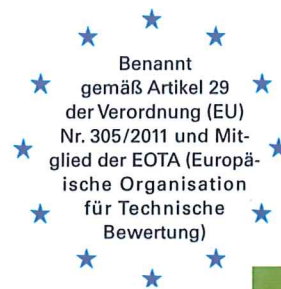 Benannt
gemäß Artikel 29
der Verordnung (EU)
Nr. 305/2011 und Mit-
glied der EOTA (Europä-
ische Organisation
für Technische
Bewertung)